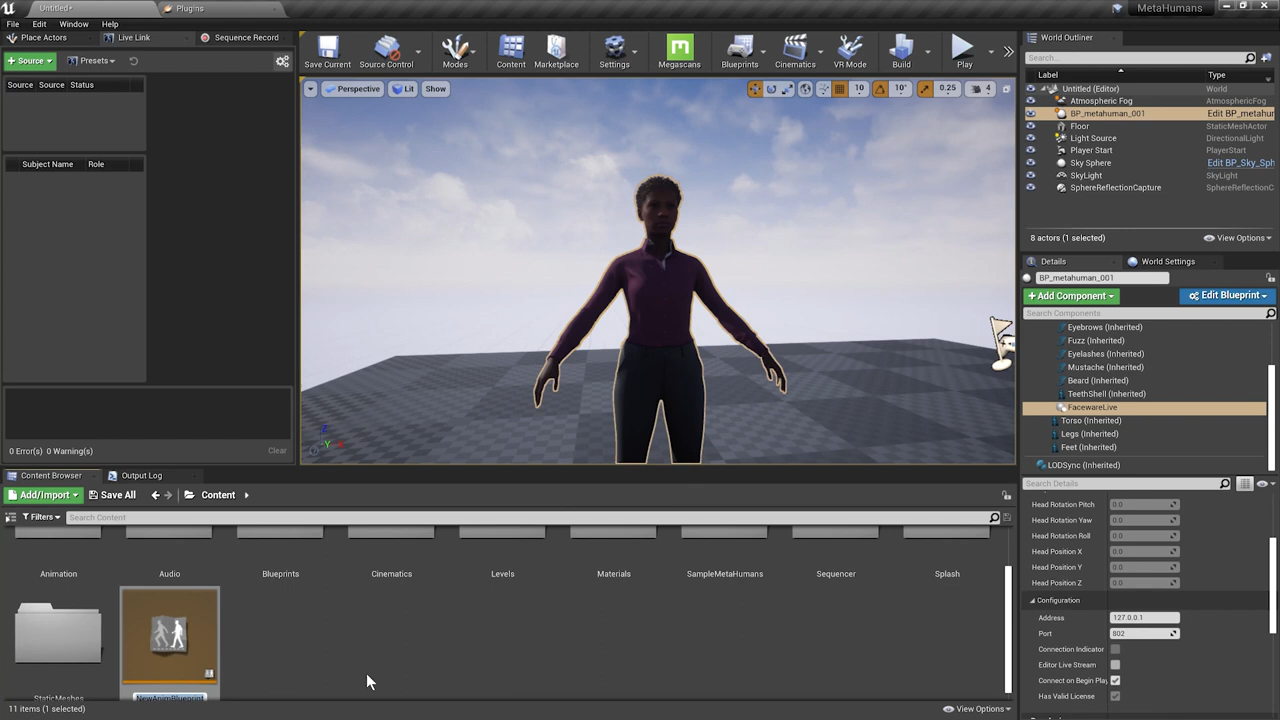 Untitled*
Plugins
MetaHumans
File Edit Window Help
Place Actors Live Link Sequence Record
+ Source Presets
Source Source Status
Subject Name Role
0 Error(s) 0 Warning(s) Clear
Save Current Source Control Modes Content Marketplace Settings Megascans Blueprints Cinematics VR Mode Build Play
Perspective Lit Show 10 10° 0.25 4
World Outliner
Search...
Label Type
Untitled (Editor) World
Atmospheric Fog AtmosphericFog
BP_metahuman_001 Edit BP_metahur
Floor StaticMeshActor
Light Source DirectionalLight
Player Start PlayerStart
Sky Sphere Edit BP_Sky_Sph
SkyLight SkyLight
SphereReflectionCapture SphereReflectionC
8 actors (1 selected) View Options
Details World Settings
BP_metahuman_001
+ Add Component Edit Blueprint
Search Components
Eyebrows (Inherited)
Fuzz (Inherited)
Eyelashes (Inherited)
Mustache (Inherited)
Beard (Inherited)
TeethShell (Inherited)
FacewareLive
Torso (Inherited)
Legs (Inherited)
Feet (Inherited)
LODSync (Inherited)
Search Details
Head Rotation Pitch 0.0
Head Rotation Yaw 0.0
Head Rotation Roll 0.0
Head Position X 0.0
Head Position Y 0.0
Head Position Z 0.0
Configuration
Address 127.0.0.1
Port 802
Connection Indicator
Editor Live Stream
Connect on Begin Play
Has Valid License
Content Browser Output Log
Add/Import Save All Content
Filters Search Content
Animation Audio Blueprints Cinematics Levels Materials SampleMetaHumans Sequencer Splash
StaticMeshes NewAnimBlueprint
11 items (1 selected) View Options
Z
Y X